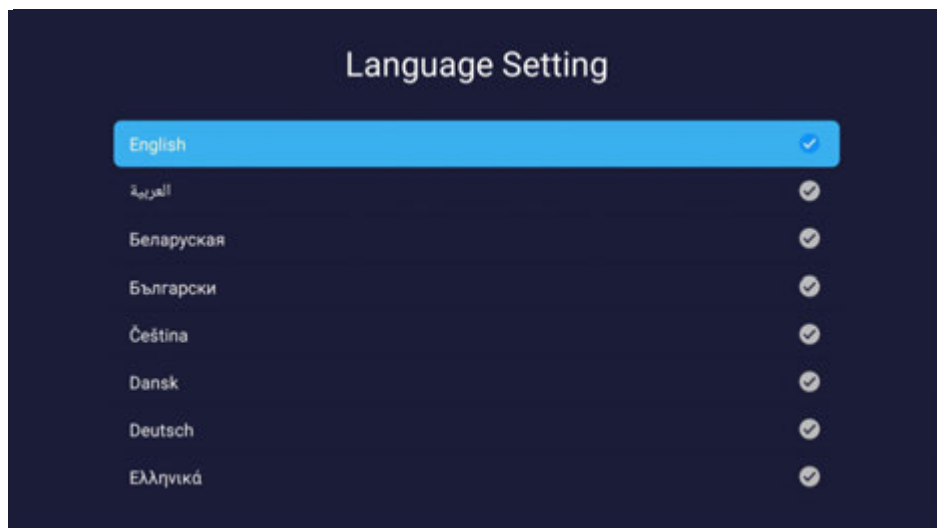 Language Setting
English
العربية
Беларуская
Български
Čeština
Dansk
Deutsch
Ελληνικά